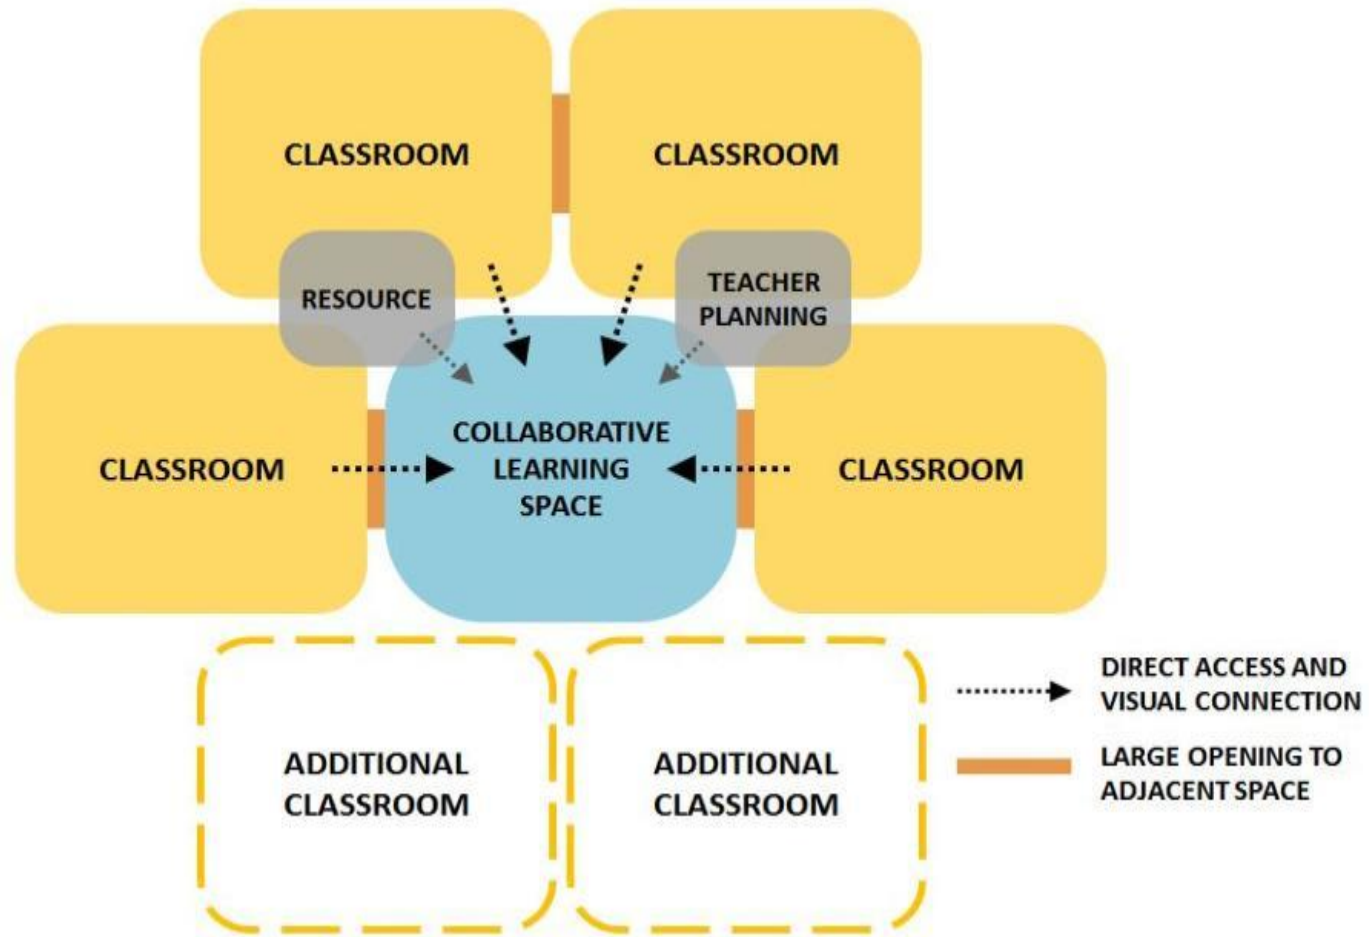 CLASSROOM
CLASSROOM
RESOURCE
TEACHER
PLANNING
CLASSROOM
COLLABORATIVE
LEARNING
SPACE
CLASSROOM
ADDITIONAL
CLASSROOM
ADDITIONAL
CLASSROOM
DIRECT ACCESS AND
VISUAL CONNECTION
LARGE OPENING TO
ADJACENT SPACE